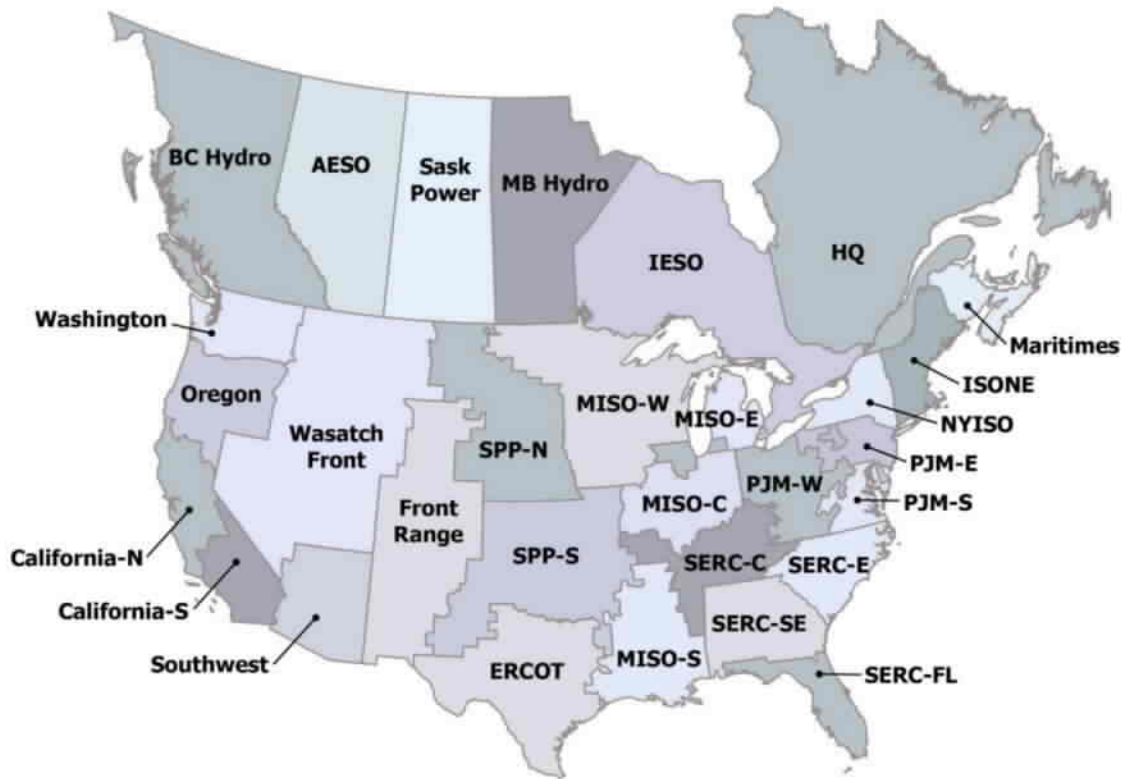 BC Hydro
AESO
Sask
Power
MB Hydro
IESO
HQ
Washington
Maritimes
Oregon
ISONE
MISO-W
MISO-E
NYISO
Wasatch
Front
SPP-N
PJM-E
PJM-W
PJM-S
MISO-C
Front
Range
California-N
SPP-S
SERC-C
SERC-E
California-S
SERC-SE
Southwest
ERCOT
MISO-S
SERC-FL